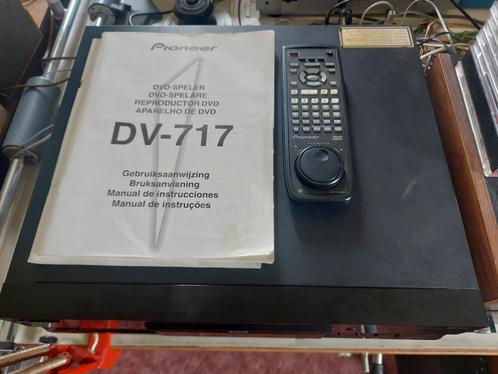 Pioneer
DVD-SPELER
DVD-SPELARE
REPRODUCTOR DVD
APARELHO DE DVD
DV-717
Gebruiksaanwijzing
Bruksanvisning
Manual de instrucciones
Manual de instruções
Pioneer
DVD